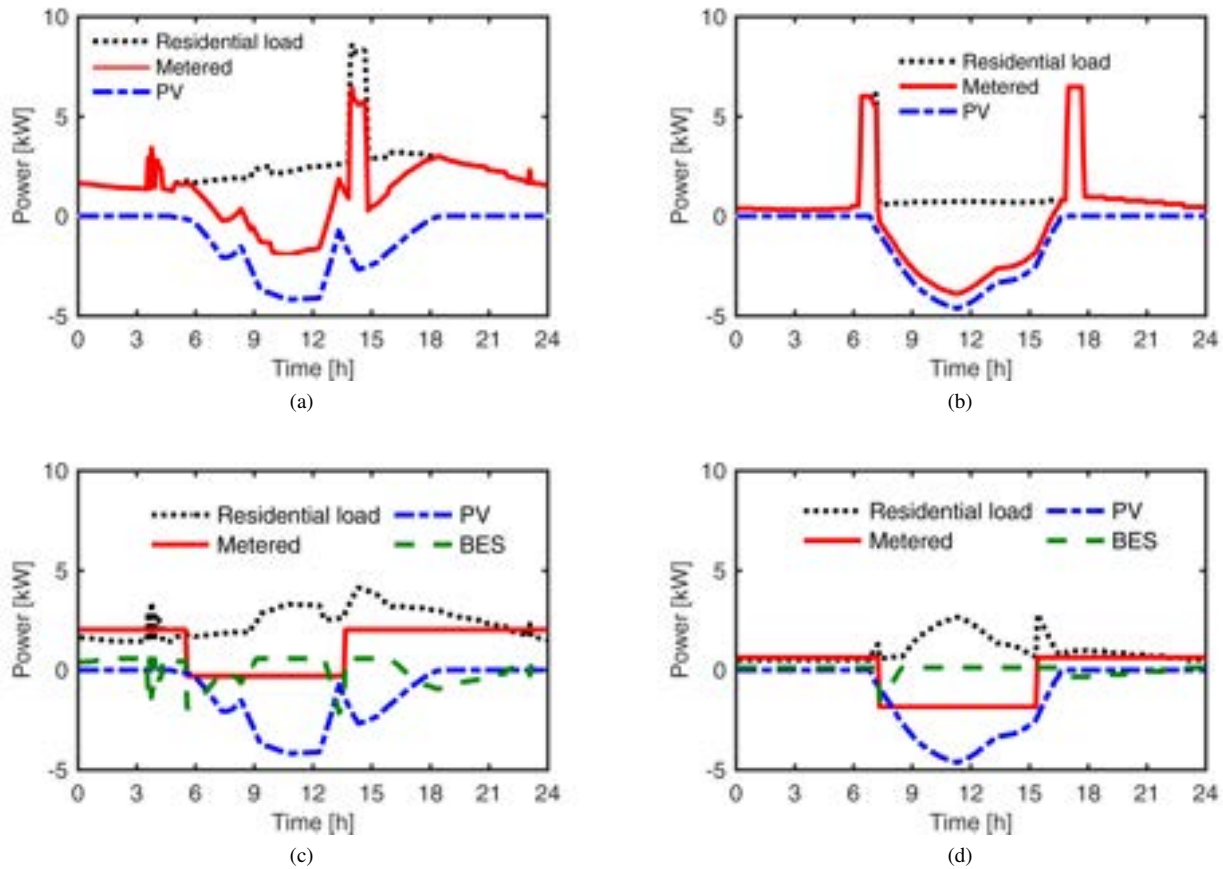 10
5
0
-5
Power [kW]
Residential load
Metered
PV
0 3 6 9 12 15 18 21 24
Time [h]
(a)
10
5
0
-5
Power [kW]
Residential load
Metered
PV
0 3 6 9 12 15 18 21 24
Time [h]
(b)
10
5
0
-5
Power [kW]
Residential load PV
Metered BES
0 3 6 9 12 15 18 21 24
Time [h]
(c)
10
5
0
-5
Power [kW]
Residential load PV
Metered BES
0 3 6 9 12 15 18 21 24
Time [h]
(d)